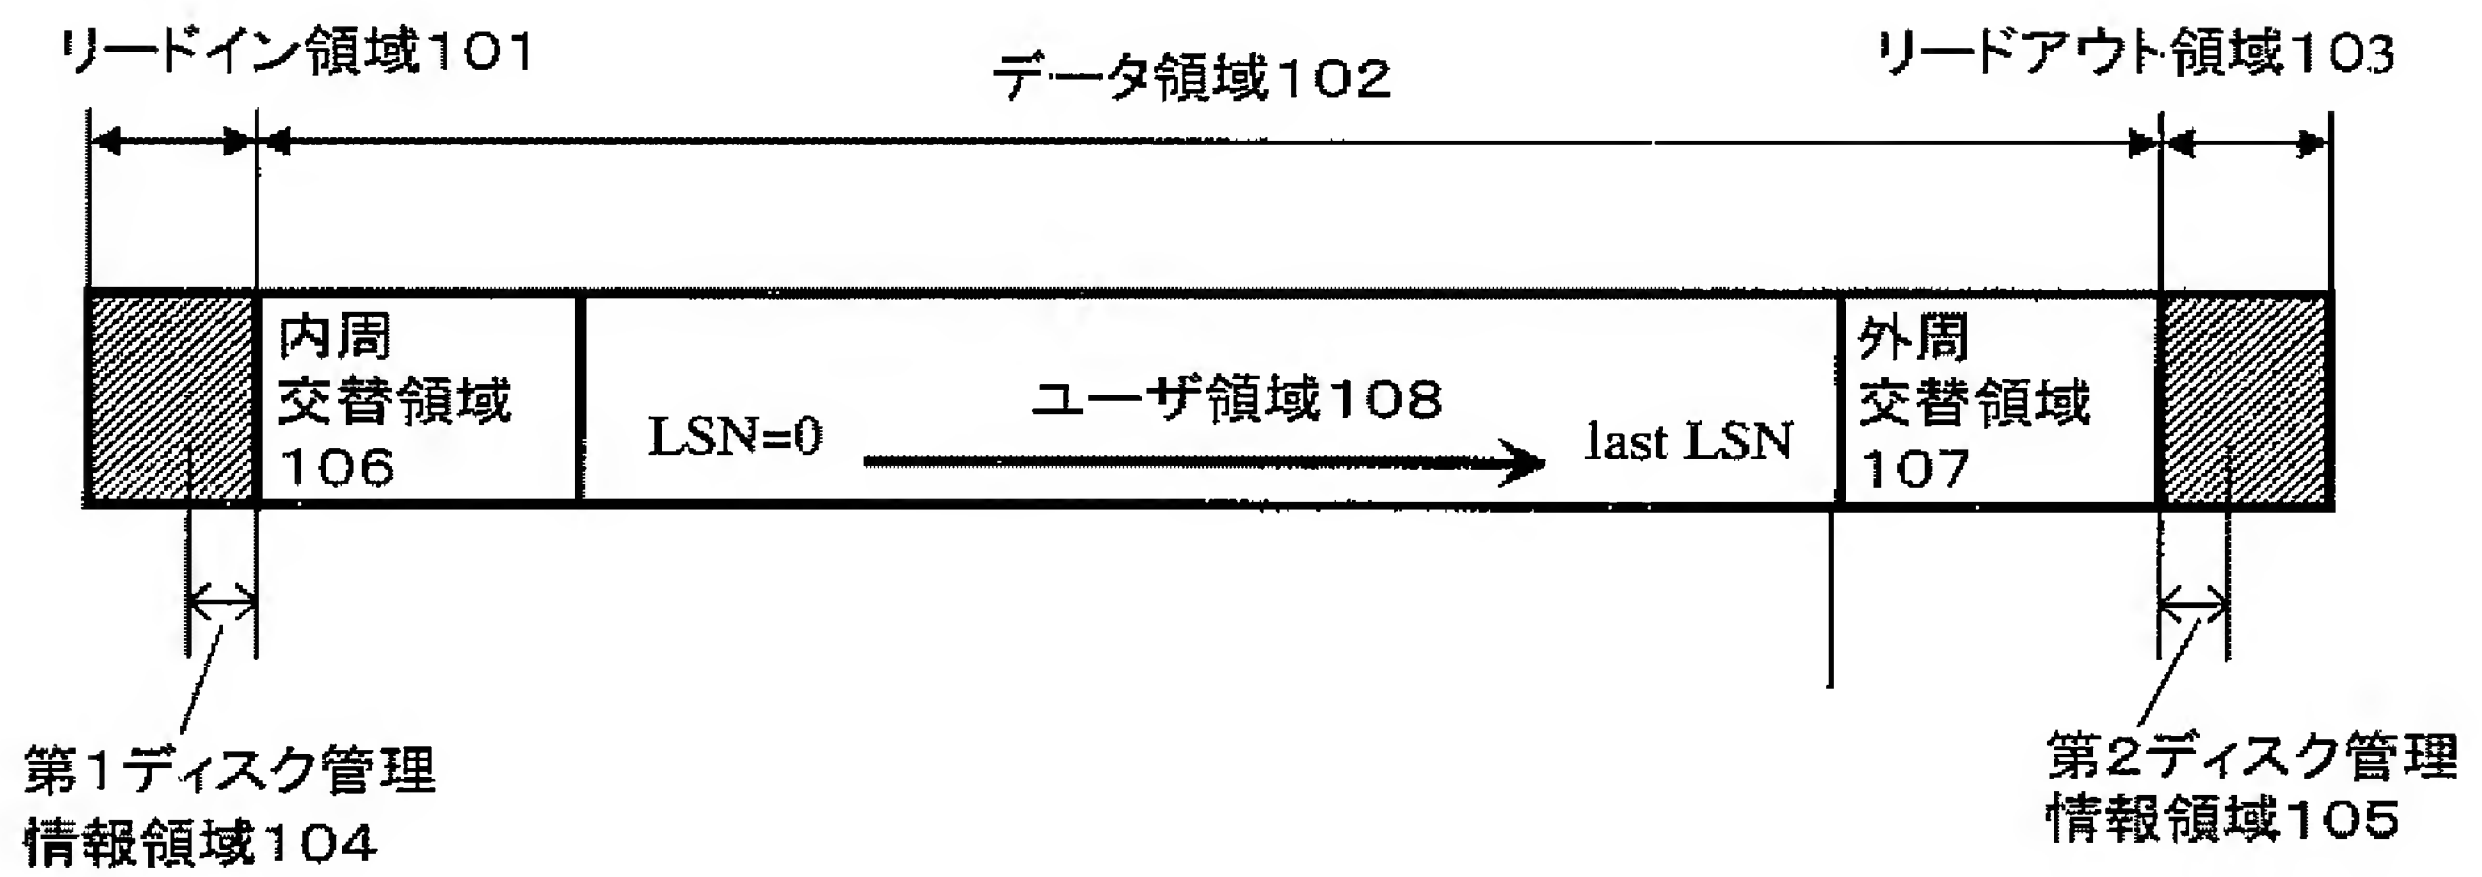 リードイン領域101
データ領域102
リードアウト領域103
内周
交替領域
106
LSN=0
ユーザ領域108
last LSN
外周
交替領域
107
第1ディスク管理
情報領域104
第2ディスク管理
情報領域105